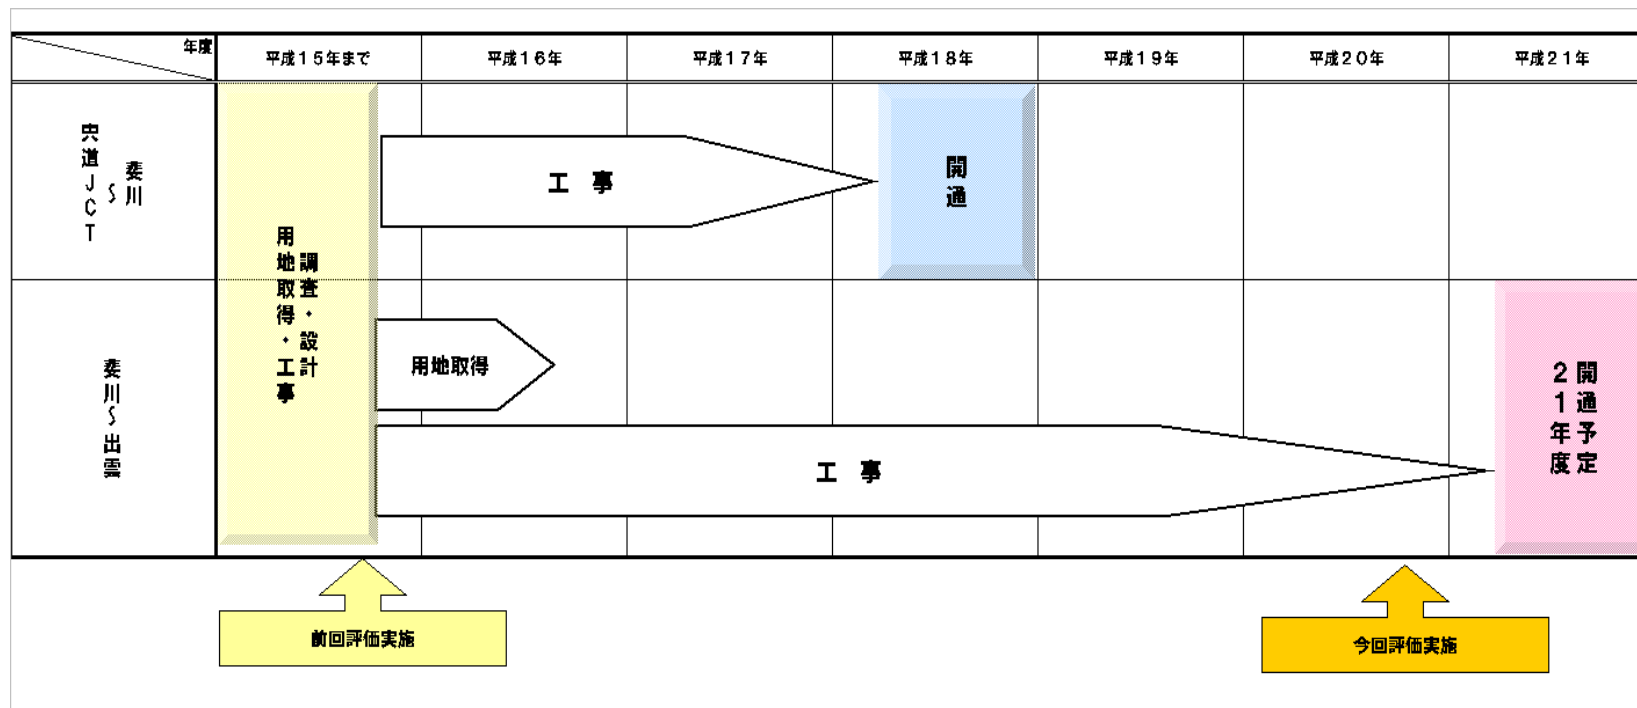 年度
平成１５年まで
平成１６年
平成１７年
平成１８年
平成１９年
平成２０年
平成２１年
斐川
～
宍道ＪＣＴ
調査・設計
用地取得・工事
工　事
開通
斐川～出雲
用地取得
工　事
開通予定
２１年度
前回評価実施
今回評価実施